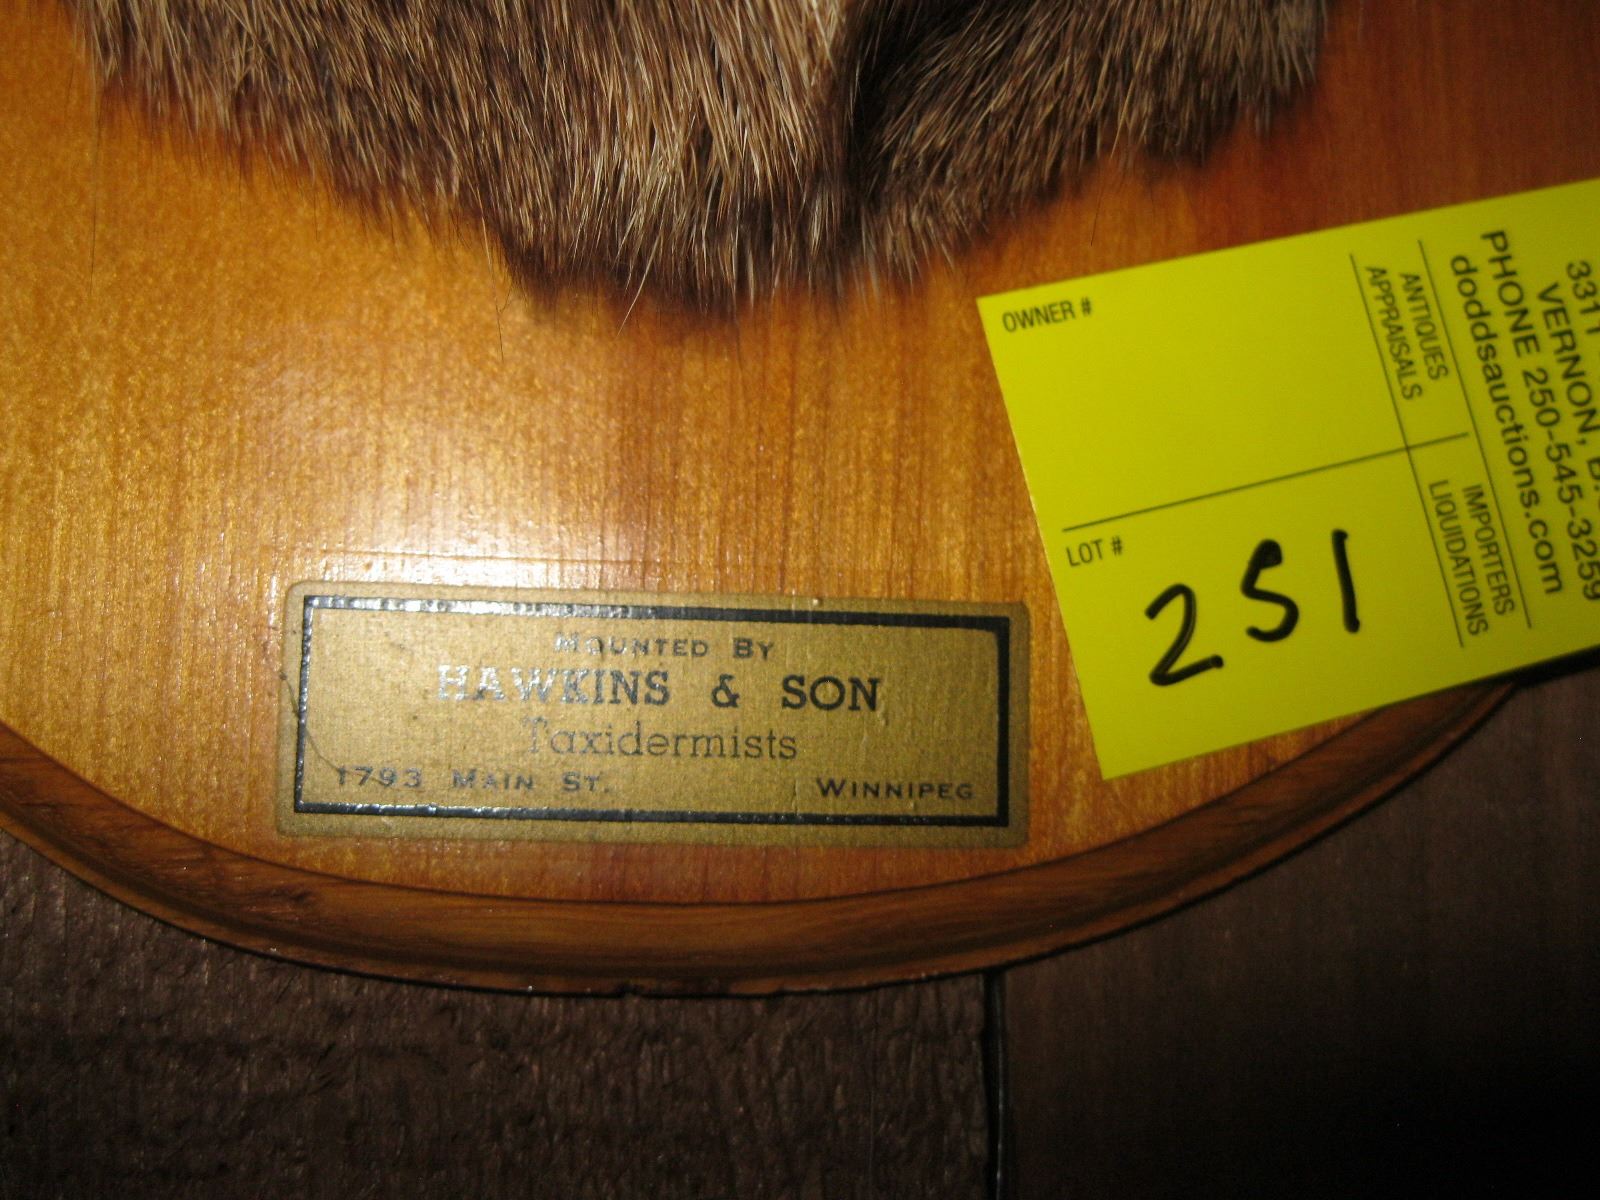 MOUNTED BY
HAWKINS & SON
Taxidermists
1793 MAIN ST. WINNIPEG
OWNER #
LOT #
251
ANTIQUES
APPRAISALS
IMPORTERS
LIQUIDATIONS
3311
VERNON,
PHONE 250-545-3259
doddsauctions.com